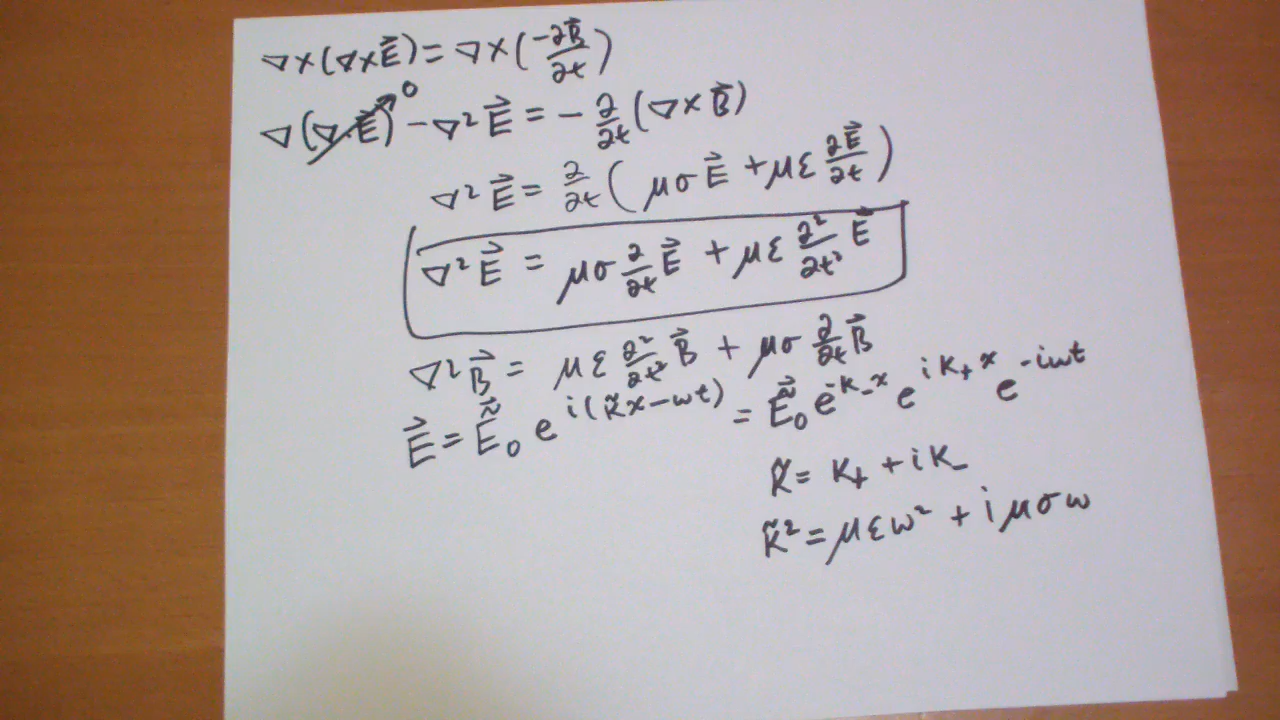 ∇×(∇×E⃗) = ∇×(-∂B⃗/∂t)
∇(∇·E⃗)⁰ - ∇²E⃗ = -∂/∂t(∇×B⃗)
∇²E⃗ = ∂/∂t(μσE⃗ + με ∂E⃗/∂t)
∇²E⃗ = μσ ∂/∂t E⃗ + με ∂²/∂t² E⃗
∇²B⃗ = με ∂²/∂t² B⃗ + μσ ∂/∂t B⃗
E⃗ = Ẽ⃗₀ e^{i(k̃x-ωt)} = Ẽ⃗₀ e^{-k₋x} e^{ik₊x} e^{-iωt}
k̃ = k₊ + ik₋
k̃² = μεω² + iμσω